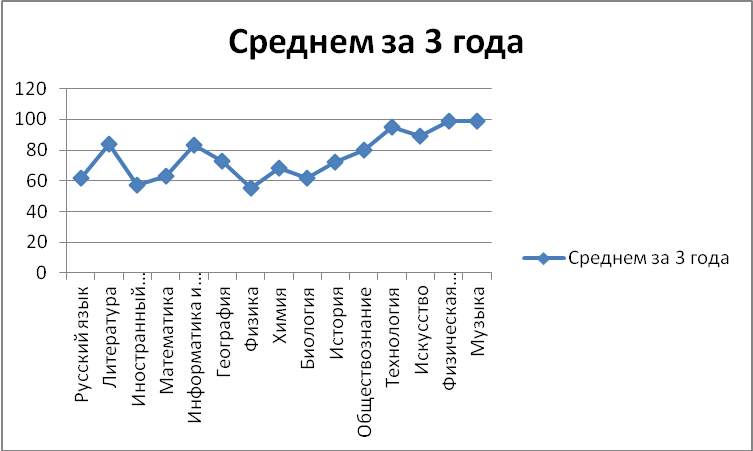 Среднем за 3 года
120
100
80
60
40
20
0
Русский язык
Литература
Иностранный…
Математика
Информатика и…
География
Физика
Химия
Биология
История
Обществознание
Технология
Искусство
Физическая…
Музыка
Среднем за 3 года